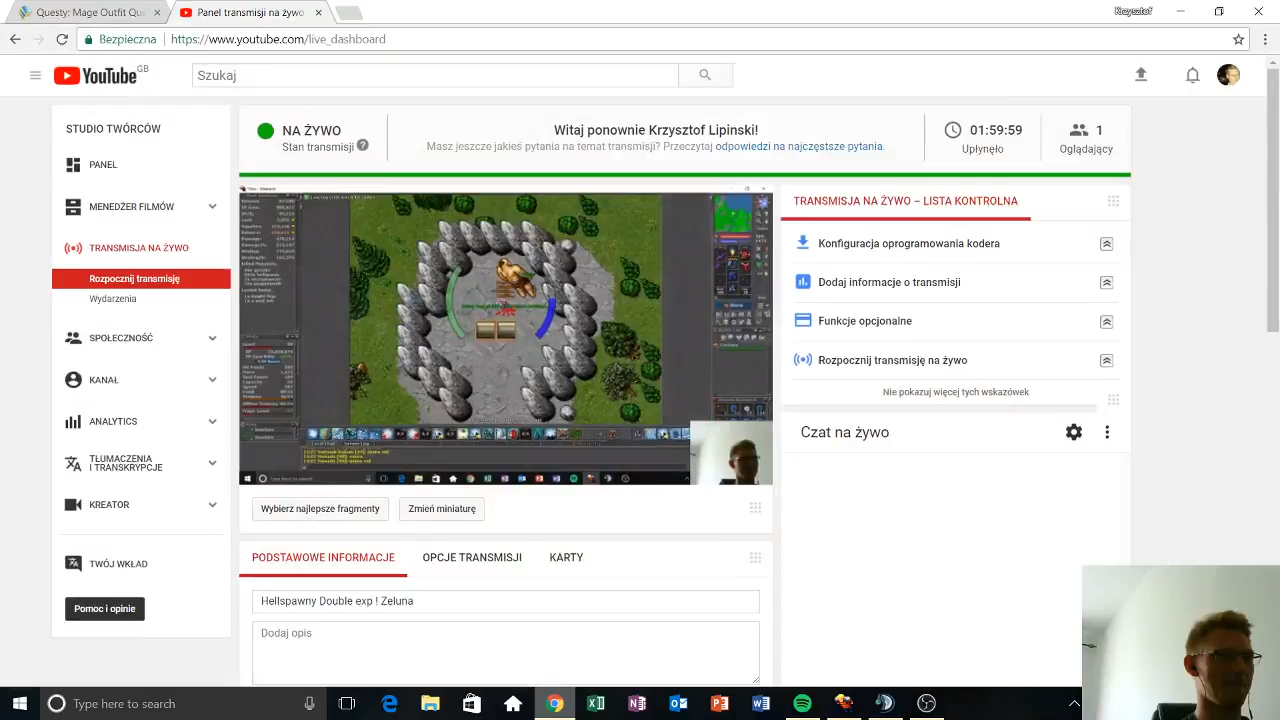 Questy: Mage Outfit Que
Panel transmisji na żywo
Krzysztof
Bezpieczna
https://www.youtube.com/live_dashboard
YouTube GB
Szukaj
STUDIO TWÓRCÓW
PANEL
MENEDŻER FILMÓW
TRANSMISJA NA ŻYWO
Rozpocznij transmisję
Wydarzenia
SPOŁECZNOŚĆ
KANAŁ
ANALYTICS
TŁUMACZENIA
TRANSKRYPCJE
KREATOR
TWÓJ WKŁAD
Pomoc i opinie
NA ŻYWO
Stan transmisji ?
Witaj ponownie Krzysztof Lipinski!
Masz jeszcze jakieś pytania na temat transmisji? Przeczytaj odpowiedzi na najczęstsze pytania.
01:59:59
Upłynęło
1
Oglądający
Wybierz najlepsze fragmenty
Zmień miniaturę
PODSTAWOWE INFORMACJE
OPCJE TRANSMISJI
KARTY
Hellspawny Double exp ! Zeluna
Dodaj opis
TRANSMISJA NA ŻYWO – LISTA KONTROLNA
Konfiguracja oprogramowania kodera
Dodaj informacje o transmisji
Funkcje opcjonalne
Rozpocznij transmisję na żywo
Nie pokazuj więcej tych wskazówek
Czat na żywo
Type here to search